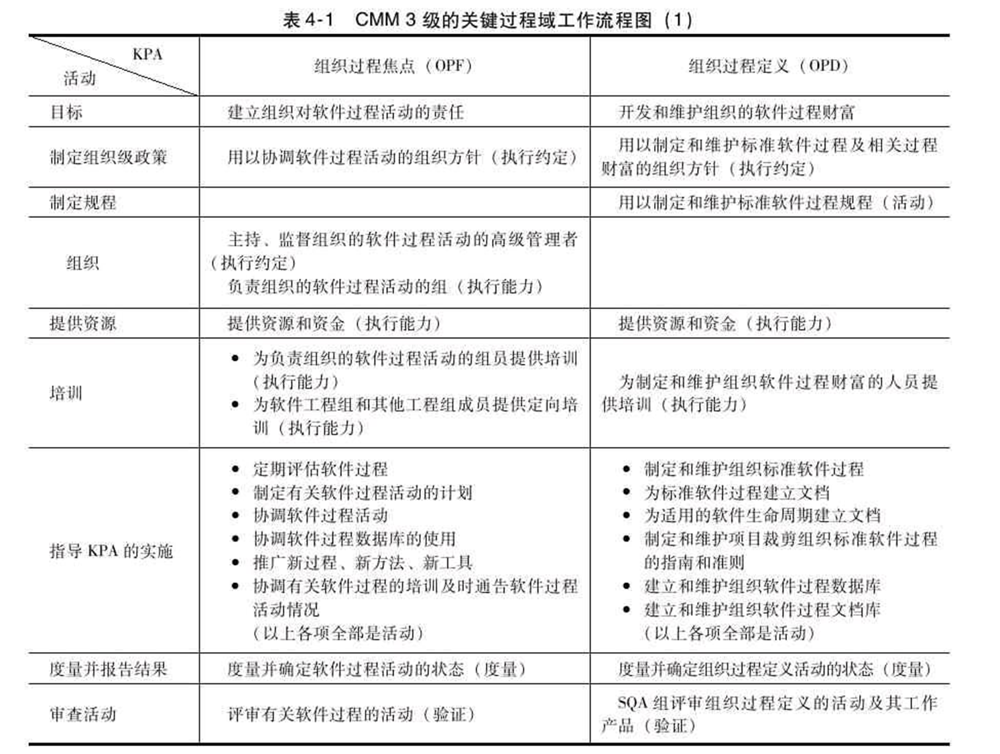 表 4-1 CMM 3 级的关键过程域工作流程图（1）
KPA
活动
组织过程焦点（OPF）
组织过程定义（OPD）
目标
建立组织对软件过程活动的责任
开发和维护组织的软件过程财富
制定组织级政策
用以协调软件过程活动的组织方针（执行约定）
用以制定和维护标准软件过程及相关过程
财富的组织方针（执行约定）
制定规程
用以制定和维护标准软件过程规程（活动）
组织
主持、监督组织的软件过程活动的高级管理者
（执行约定）
负责组织的软件过程活动的组（执行能力）
提供资源
提供资源和资金（执行能力）
提供资源和资金（执行能力）
培训
• 为负责组织的软件过程活动的组员提供培训
（执行能力）
• 为软件工程组和其他工程组成员提供定向培
训（执行能力）
为制定和维护组织软件过程财富的人员提
供培训（执行能力）
指导 KPA 的实施
• 定期评估软件过程
• 制定有关软件过程活动的计划
• 协调软件过程活动
• 协调软件过程数据库的使用
• 推广新过程、新方法、新工具
• 协调有关软件过程的培训及时通告软件过程
活动情况
（以上各项全部是活动）
• 制定和维护组织标准软件过程
• 为标准软件过程建立文档
• 为适用的软件生命周期建立文档
• 制定和维护项目裁剪组织标准软件过程
的指南和准则
• 建立和维护组织软件过程数据库
• 建立和维护组织软件过程文档库
（以上各项全部是活动）
度量并报告结果
度量并确定软件过程活动的状态（度量）
度量并确定组织过程定义活动的状态（度量）
审查活动
评审有关软件过程的活动（验证）
SQA 组评审组织过程定义的活动及其工作
产品（验证）